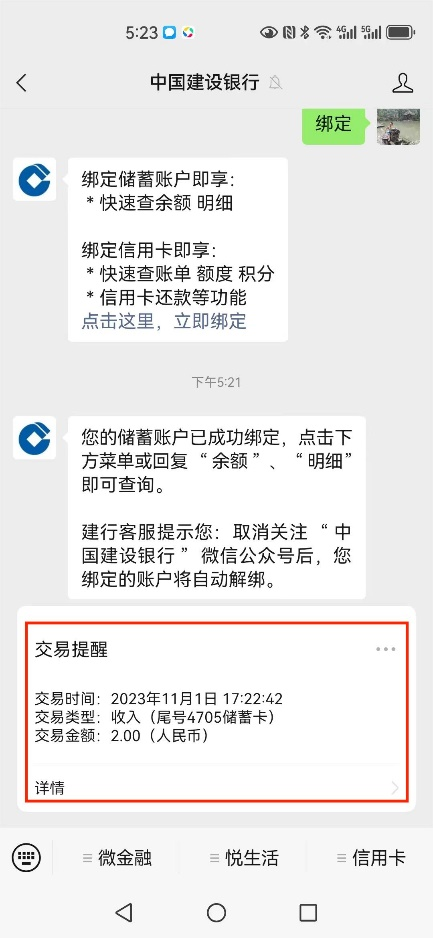 5:23
4G 5G
中国建设银行
绑定
绑定储蓄账户即享：
* 快速查余额 明细
绑定信用卡即享：
* 快速查账单 额度 积分
* 信用卡还款等功能
点击这里，立即绑定
下午5:21
您的储蓄账户已成功绑定，点击下
方菜单或回复“余额”、“明细”
即可查询。
建行客服提示您：取消关注“中
国建设银行”微信公众号后，您
绑定的账户将自动解绑。
交易提醒
交易时间：2023年11月1日 17:22:42
交易类型：收入（尾号4705储蓄卡）
交易金额：2.00（人民币）
详情
微金融 悦生活 信用卡